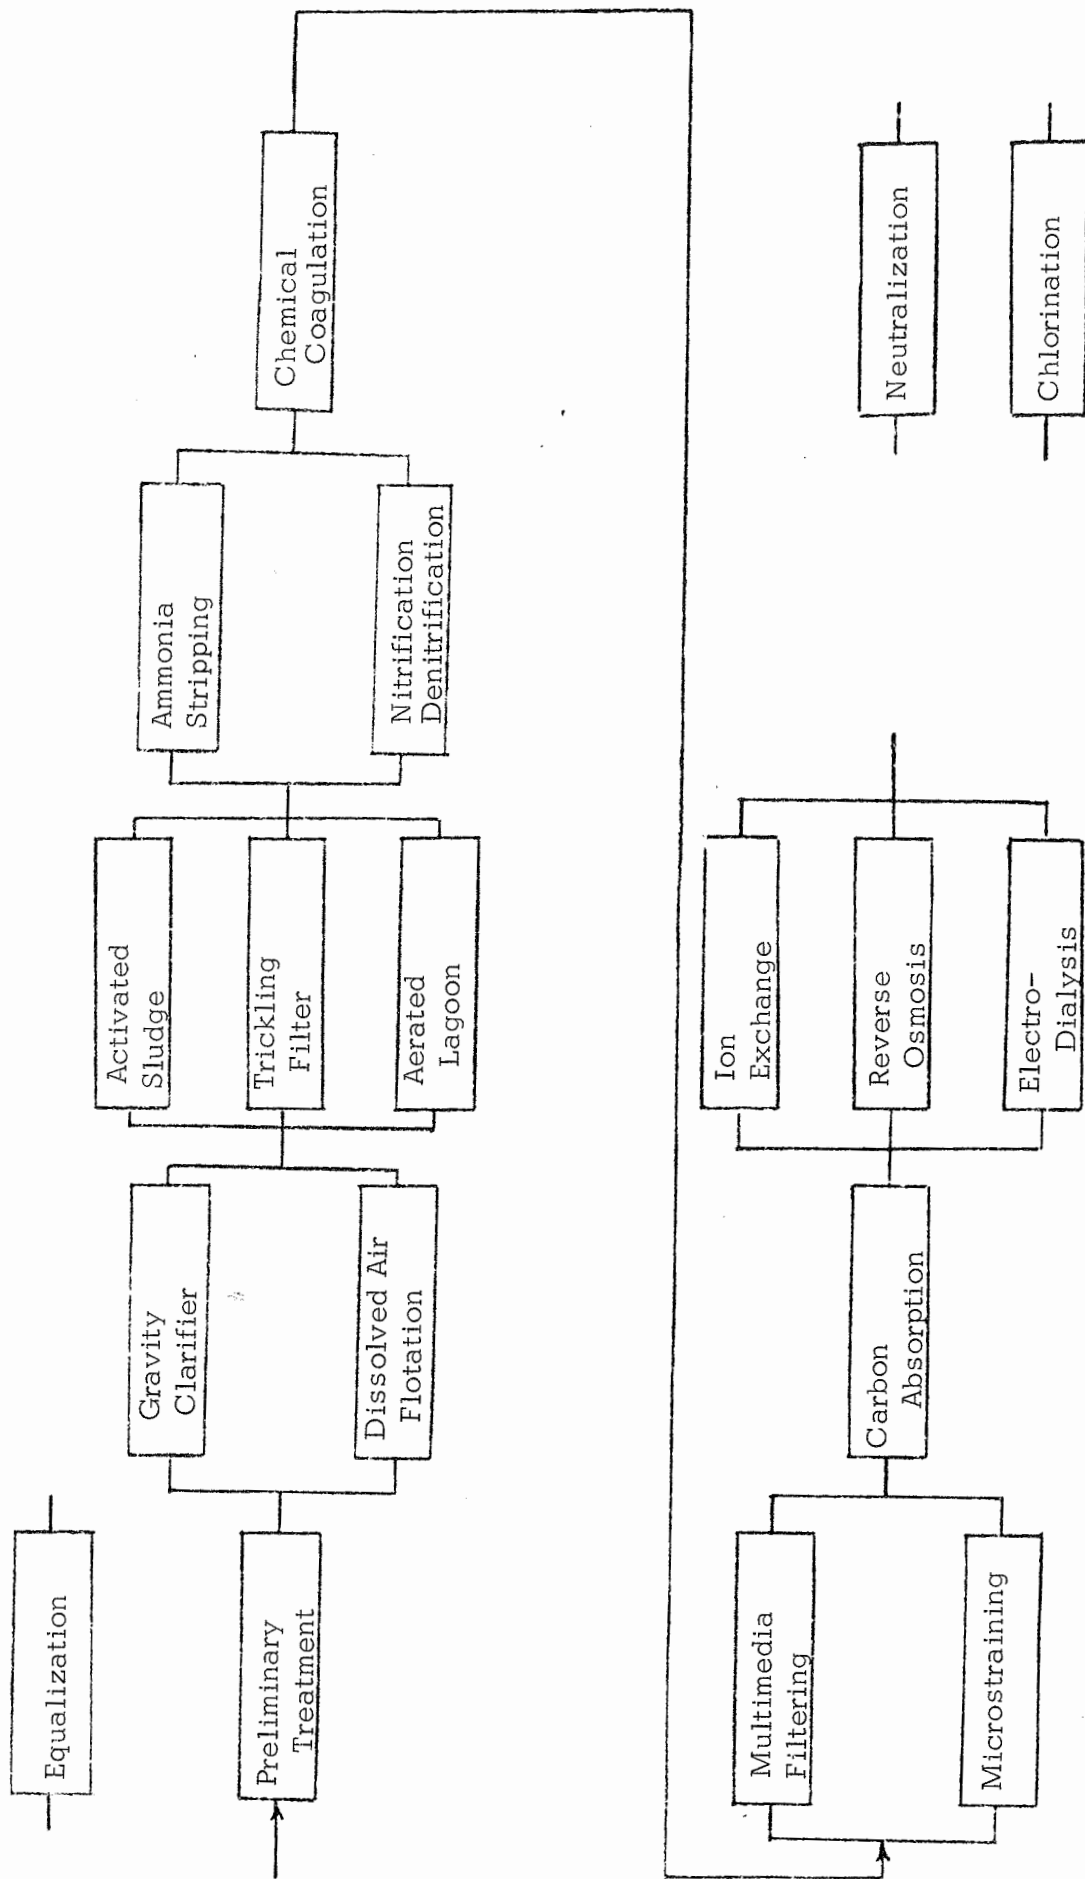 Equalization
Preliminary
Treatment
Gravity
Clarifier
Dissolved Air
Flotation
Activated
Sludge
Trickling
Filter
Aerated
Lagoon
Ammonia
Stripping
Nitrification
Denitrification
Chemical
Coagulation
Multimedia
Filtering
Microstraining
Carbon
Absorption
Ion
Exchange
Reverse
Osmosis
Electro-
Dialysis
Neutralization
Chlorination